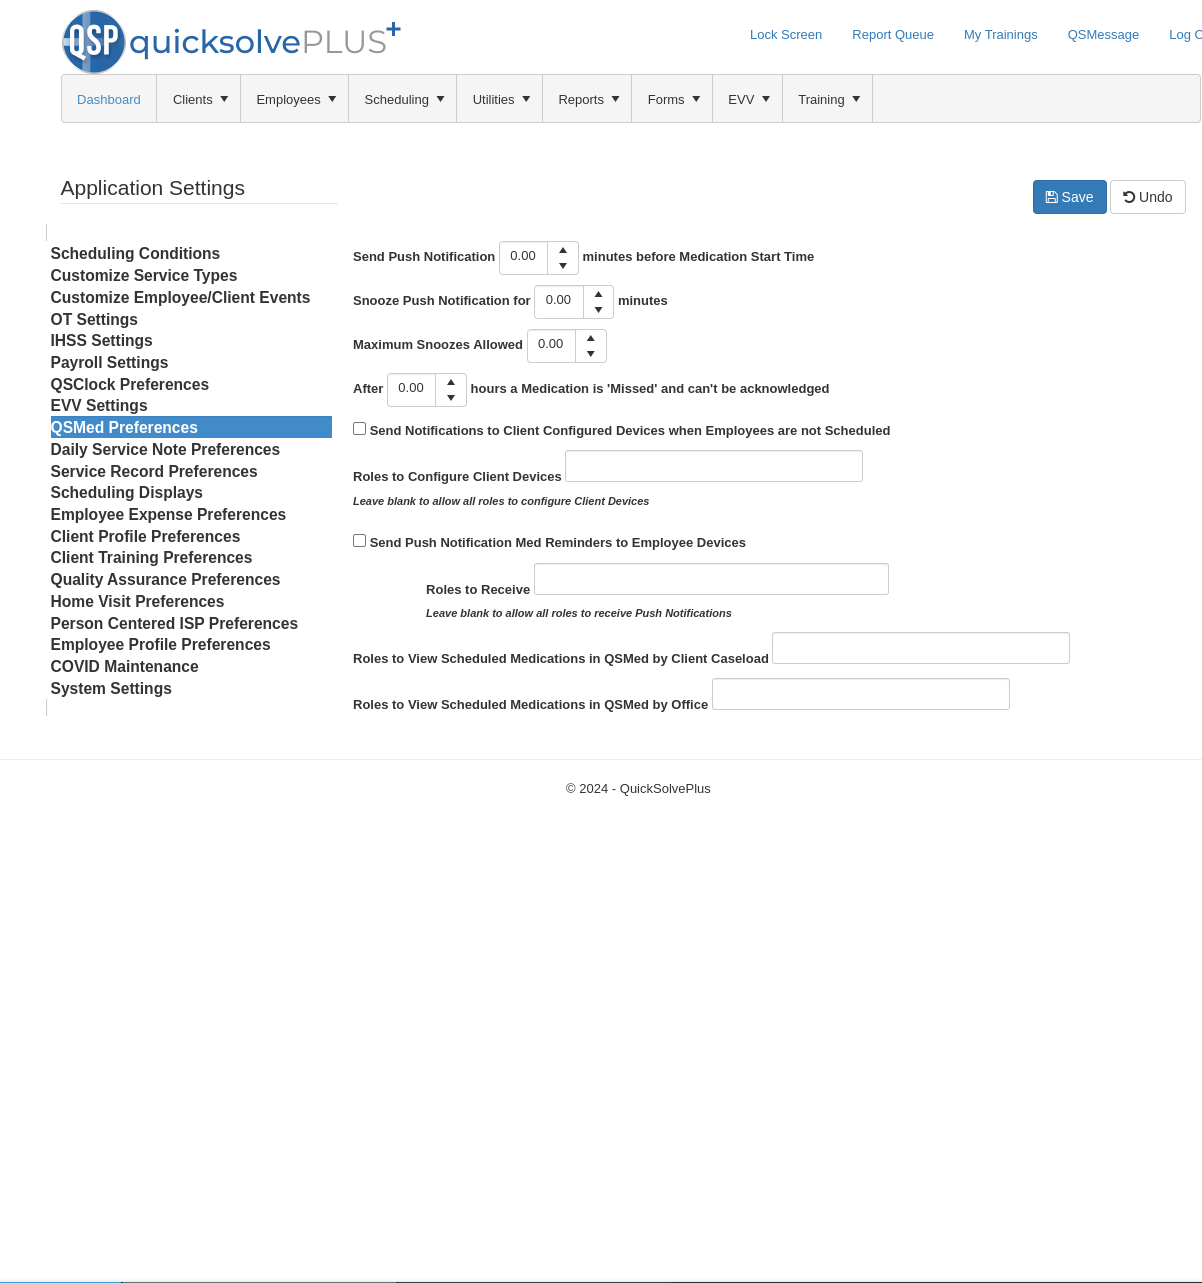 QSP quicksolvePLUS+
Lock Screen Report Queue My Trainings QSMessage Log
Dashboard Clients Employees Scheduling Utilities Reports Forms EVV Training
Application Settings
Save Undo
Scheduling Conditions
Customize Service Types
Customize Employee/Client Events
OT Settings
IHSS Settings
Payroll Settings
QSClock Preferences
EVV Settings
QSMed Preferences
Daily Service Note Preferences
Service Record Preferences
Scheduling Displays
Employee Expense Preferences
Client Profile Preferences
Client Training Preferences
Quality Assurance Preferences
Home Visit Preferences
Person Centered ISP Preferences
Employee Profile Preferences
COVID Maintenance
System Settings
Send Push Notification 0.00 minutes before Medication Start Time
Snooze Push Notification for 0.00 minutes
Maximum Snoozes Allowed 0.00
After 0.00 hours a Medication is 'Missed' and can't be acknowledged
Send Notifications to Client Configured Devices when Employees are not Scheduled
Roles to Configure Client Devices
Leave blank to allow all roles to configure Client Devices
Send Push Notification Med Reminders to Employee Devices
Roles to Receive
Leave blank to allow all roles to receive Push Notifications
Roles to View Scheduled Medications in QSMed by Client Caseload
Roles to View Scheduled Medications in QSMed by Office
© 2024 - QuickSolvePlus